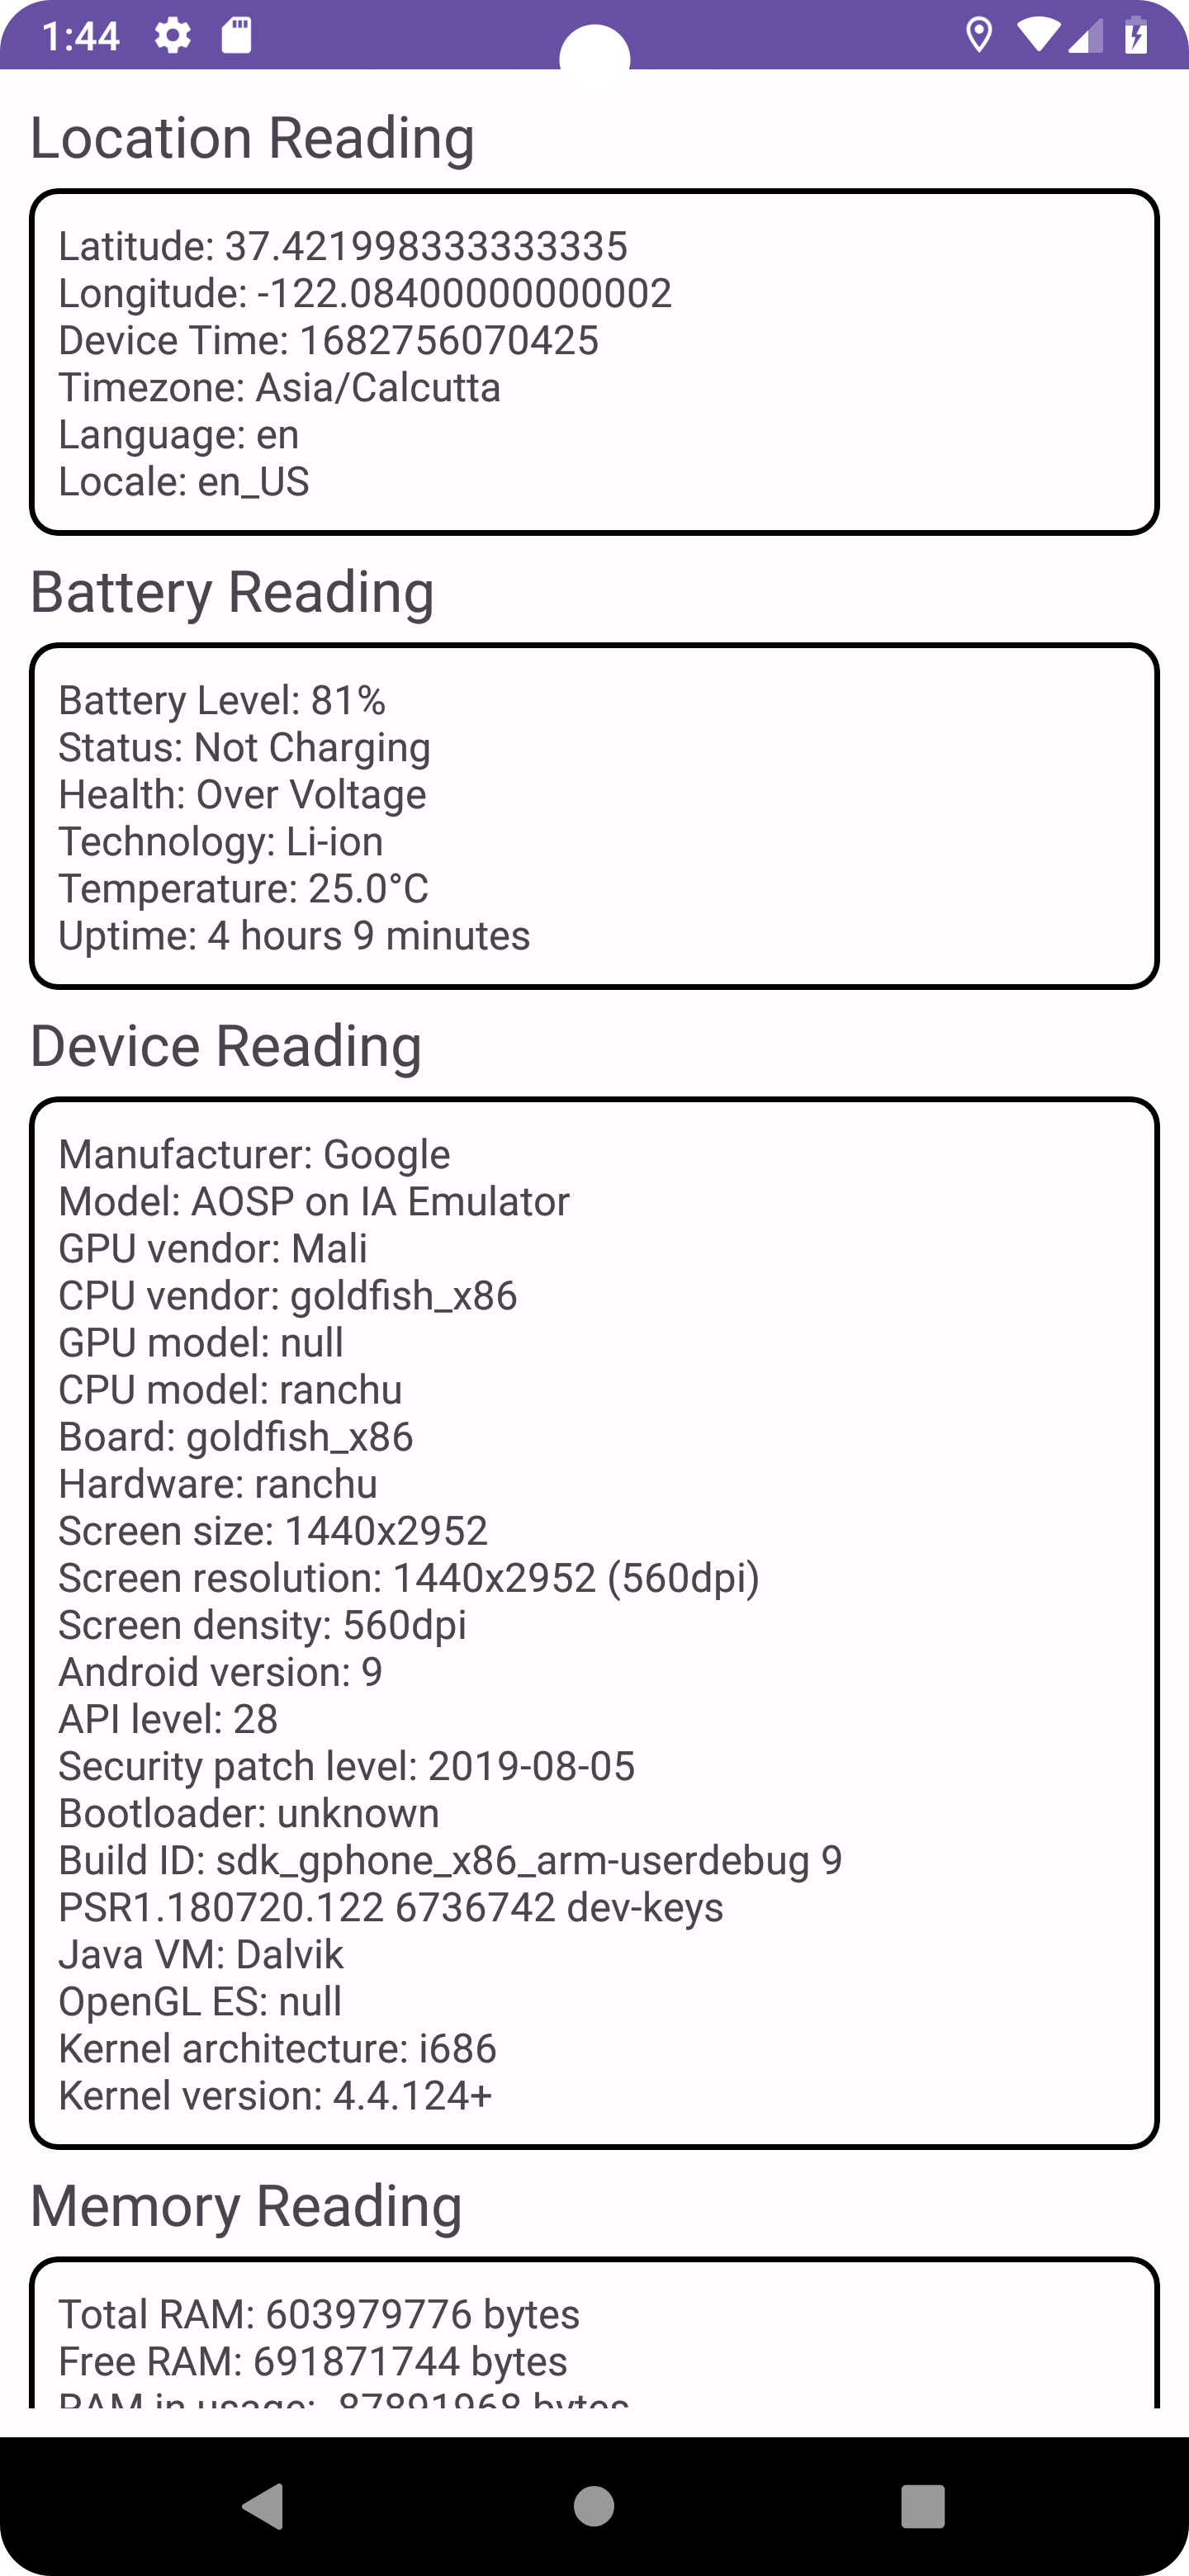 1:44
Location Reading
Latitude: 37.421998333333335
Longitude: -122.08400000000002
Device Time: 1682756070425
Timezone: Asia/Calcutta
Language: en
Locale: en_US
Battery Reading
Battery Level: 81%
Status: Not Charging
Health: Over Voltage
Technology: Li-ion
Temperature: 25.0°C
Uptime: 4 hours 9 minutes
Device Reading
Manufacturer: Google
Model: AOSP on IA Emulator
GPU vendor: Mali
CPU vendor: goldfish_x86
GPU model: null
CPU model: ranchu
Board: goldfish_x86
Hardware: ranchu
Screen size: 1440x2952
Screen resolution: 1440x2952 (560dpi)
Screen density: 560dpi
Android version: 9
API level: 28
Security patch level: 2019-08-05
Bootloader: unknown
Build ID: sdk_gphone_x86_arm-userdebug 9
PSR1.180720.122 6736742 dev-keys
Java VM: Dalvik
OpenGL ES: null
Kernel architecture: i686
Kernel version: 4.4.124+
Memory Reading
Total RAM: 603979776 bytes
Free RAM: 691871744 bytes
RAM in usage: -87891968 bytes